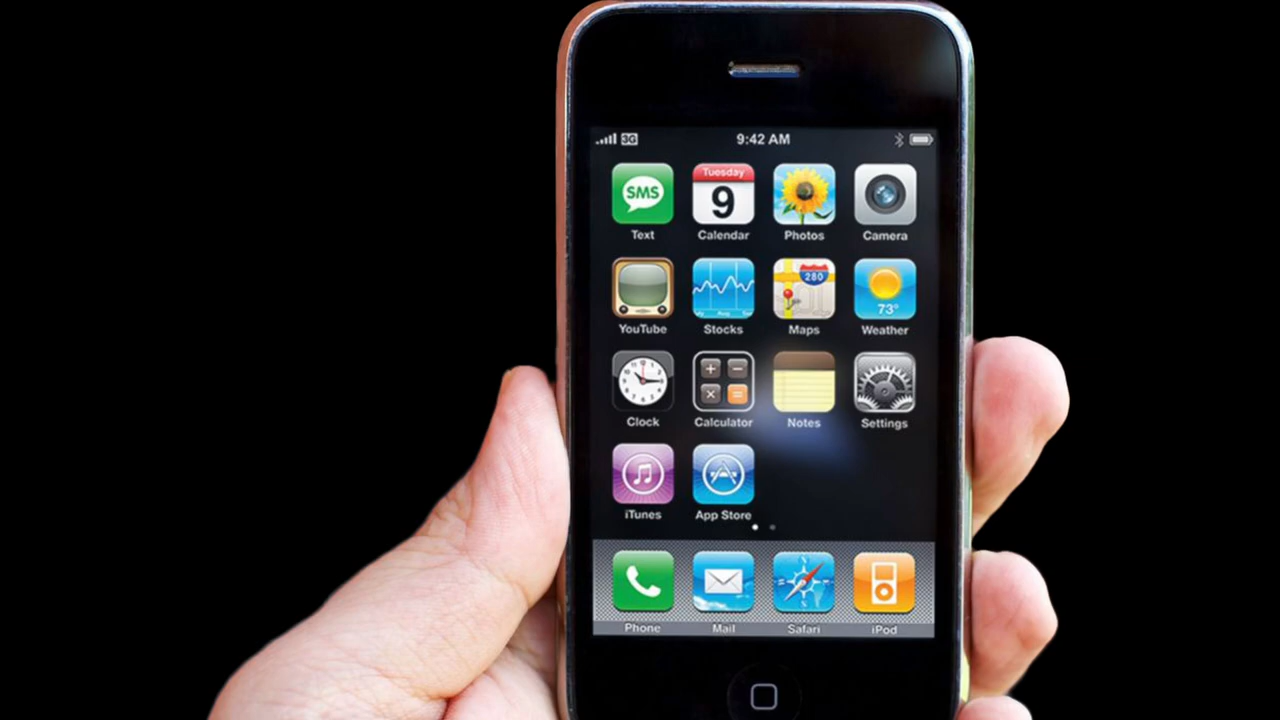 3G 9:42 AM
SMS Tuesday 9
Text Calendar Photos Camera
280 73°
YouTube Stocks Maps Weather
Clock Calculator Notes Settings
iTunes App Store
Phone Mail Safari iPod